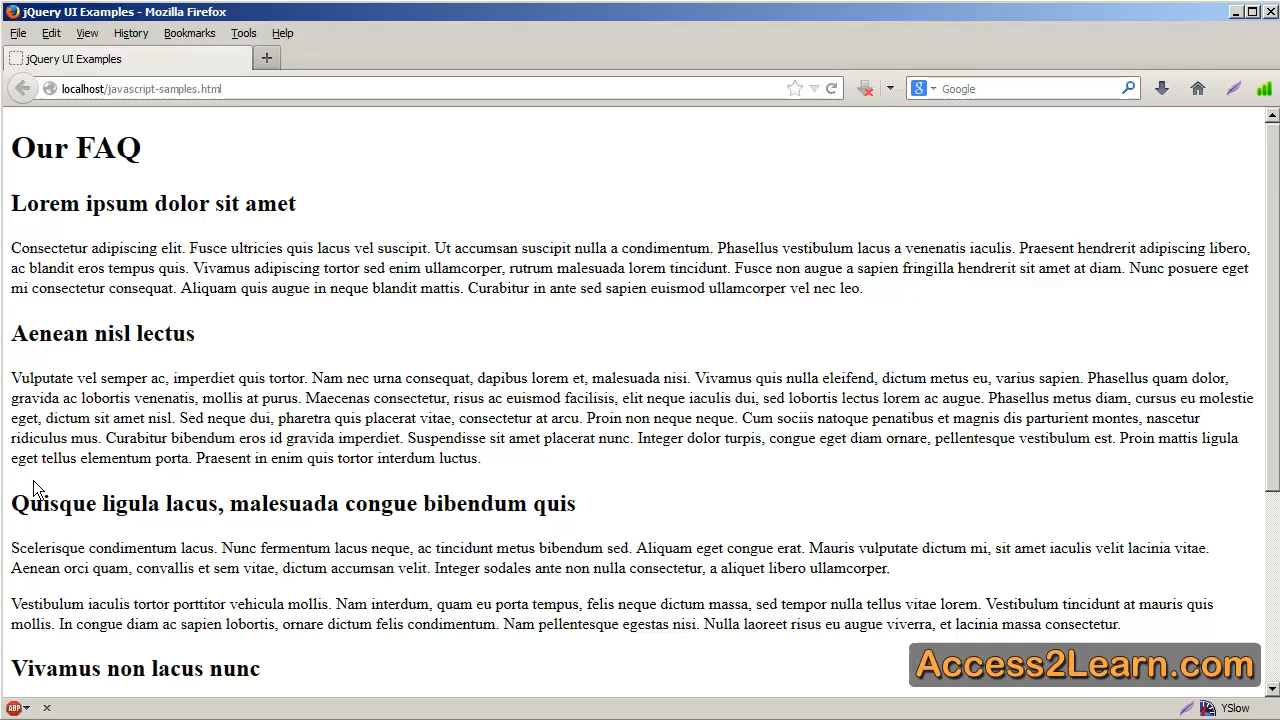 jQuery UI Examples - Mozilla Firefox
File Edit View History Bookmarks Tools Help
jQuery UI Examples
localhost/javascript-samples.html
Google
Our FAQ
Lorem ipsum dolor sit amet
Consectetur adipiscing elit. Fusce ultricies quis lacus vel suscipit. Ut accumsan suscipit nulla a condimentum. Phasellus vestibulum lacus a venenatis iaculis. Praesent hendrerit adipiscing libero,
ac blandit eros tempus quis. Vivamus adipiscing tortor sed enim ullamcorper, rutrum malesuada lorem tincidunt. Fusce non augue a sapien fringilla hendrerit sit amet at diam. Nunc posuere eget
mi consectetur consequat. Aliquam quis augue in neque blandit mattis. Curabitur in ante sed sapien euismod ullamcorper vel nec leo.
Aenean nisl lectus
Vulputate vel semper ac, imperdiet quis tortor. Nam nec urna consequat, dapibus lorem et, malesuada nisi. Vivamus quis nulla eleifend, dictum metus eu, varius sapien. Phasellus quam dolor,
gravida ac lobortis venenatis, mollis at purus. Maecenas consectetur, risus ac euismod facilisis, elit neque iaculis dui, sed lobortis lectus lorem ac augue. Phasellus metus diam, cursus eu molestie
eget, dictum sit amet nisl. Sed neque dui, pharetra quis placerat vitae, consectetur at arcu. Proin non neque neque. Cum sociis natoque penatibus et magnis dis parturient montes, nascetur
ridiculus mus. Curabitur bibendum eros id gravida imperdiet. Suspendisse sit amet placerat nunc. Integer dolor turpis, congue eget diam ornare, pellentesque vestibulum est. Proin mattis ligula
eget tellus elementum porta. Praesent in enim quis tortor interdum luctus.
Quisque ligula lacus, malesuada congue bibendum quis
Scelerisque condimentum lacus. Nunc fermentum lacus neque, ac tincidunt metus bibendum sed. Aliquam eget congue erat. Mauris vulputate dictum mi, sit amet iaculis velit lacinia vitae.
Aenean orci quam, convallis et sem vitae, dictum accumsan velit. Integer sodales ante non nulla consectetur, a aliquet libero ullamcorper.
Vestibulum iaculis tortor porttitor vehicula mollis. Nam interdum, quam eu porta tempus, felis neque dictum massa, sed tempor nulla tellus vitae lorem. Vestibulum tincidunt at mauris quis
mollis. In congue diam ac sapien lobortis, ornare dictum felis condimentum. Nam pellentesque egestas nisi. Nulla laoreet risus eu augue viverra, et lacinia massa consectetur.
Vivamus non lacus nunc
Access2Learn.com
ABP
YSlow